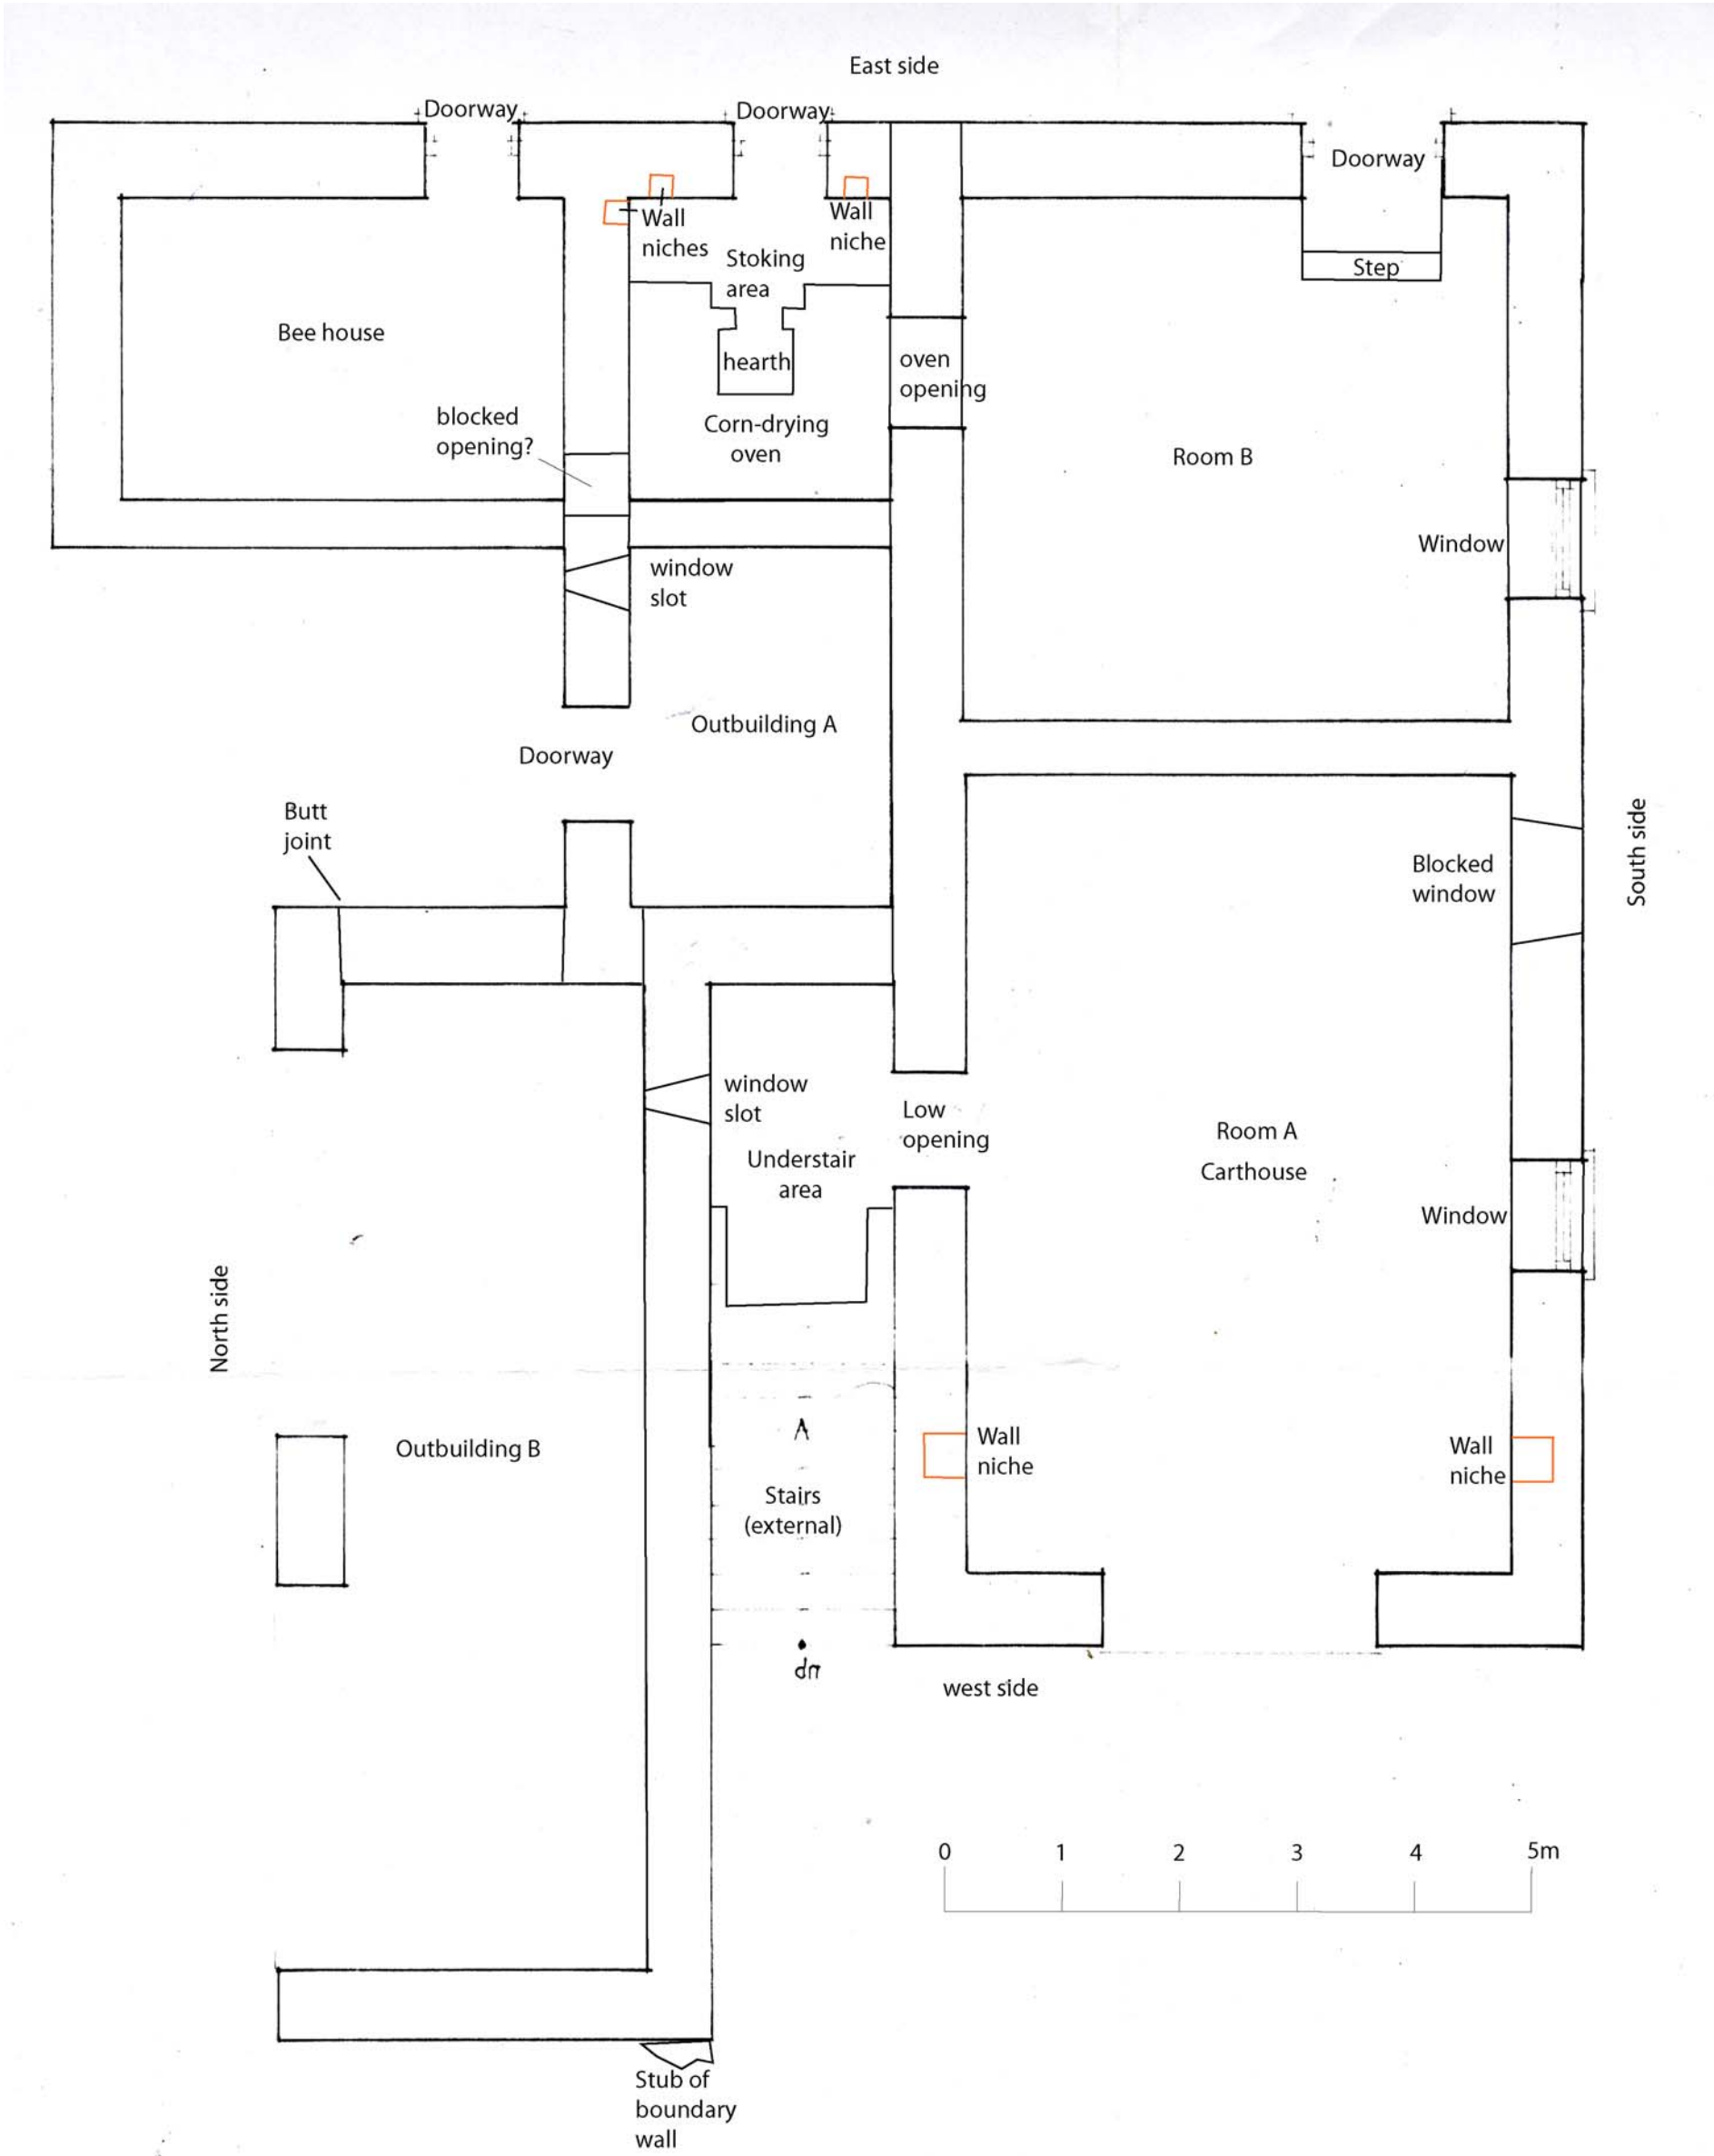 East side
Doorway
Doorway
Doorway
Wall
niches
Wall
niche
Stoking
area
Step
Bee house
hearth
oven
opening
blocked
opening?
Corn-drying
oven
Room B
Window
window
slot
Outbuilding A
Doorway
Butt
joint
Blocked
window
South side
window
slot
Low
opening
Understair
area
Room A
Carthouse
Window
North side
Outbuilding B
Wall
niche
Wall
niche
Stairs
(external)
up
west side
0 1 2 3 4 5m
Stub of
boundary
wall